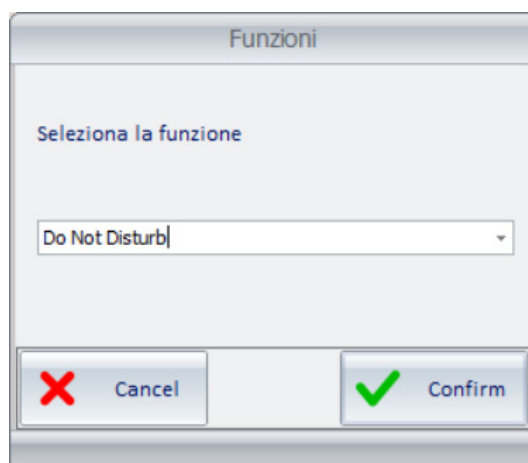 Funzioni
Seleziona la funzione
Do Not Disturb
Cancel
Confirm